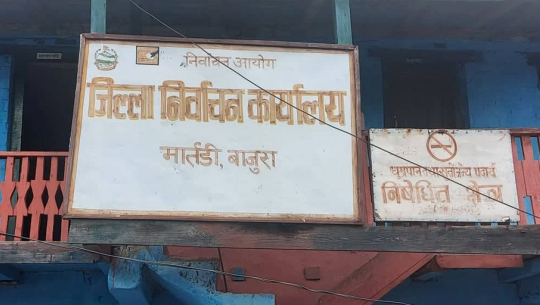 निर्वाचन आयोग
जिल्ला निर्वाचन कार्यालय
मार्तडी, बाजुरा
निषेधित क्षेत्र